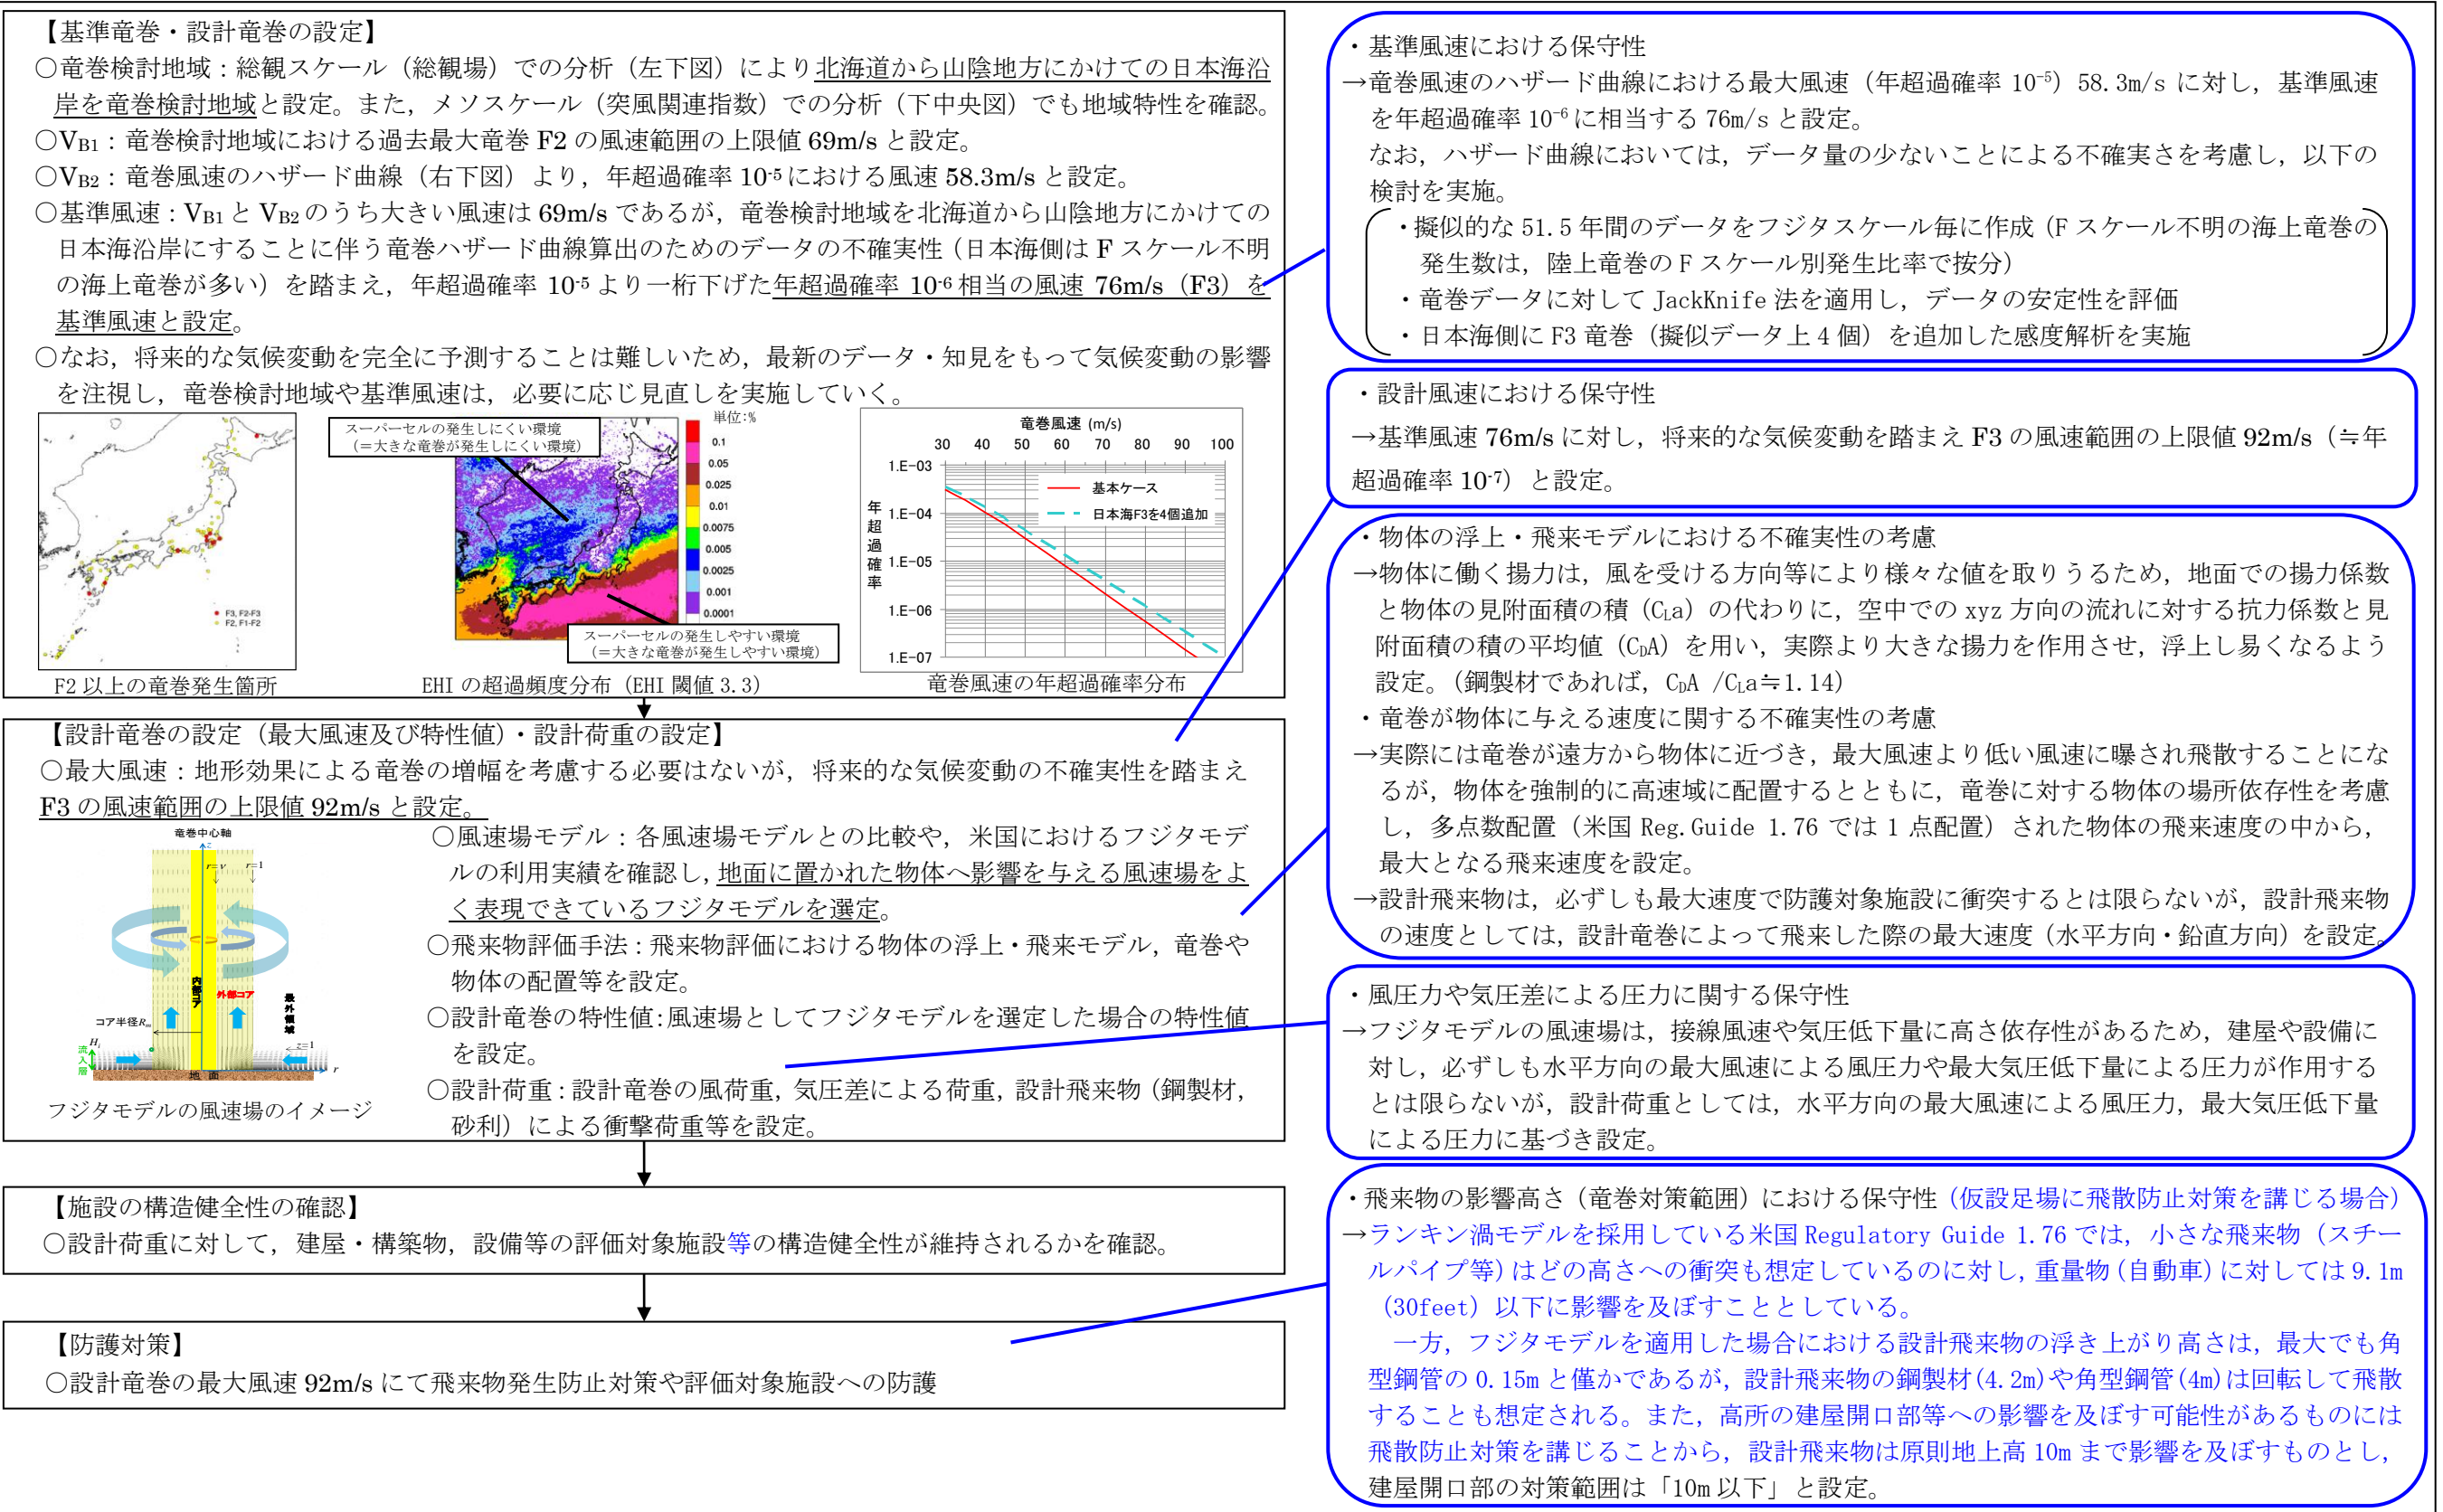 【基準竜巻・設計竜巻の設定】
○竜巻検討地域：総観スケール（総観場）での分析（左下図）により北海道から山陰地方にかけての日本海沿
岸を竜巻検討地域と設定。また，メソスケール（突風関連指数）での分析（下中央図）でも地域特性を確認。
○VB1：竜巻検討地域における過去最大竜巻 F2 の風速範囲の上限値 69m/s と設定。
○VB2：竜巻風速のハザード曲線（右下図）より，年超過確率 10-5 における風速 58.3m/s と設定。
○基準風速：VB1 と VB2 のうち大きい風速は 69m/s であるが，竜巻検討地域を北海道から山陰地方にかけての
日本海沿岸にすることに伴う竜巻ハザード曲線算出のためのデータの不確実性（日本海側は F スケール不明
の海上竜巻が多い）を踏まえ，年超過確率 10-5 より一桁下げた年超過確率 10-6 相当の風速 76m/s（F3）を
基準風速と設定。
○なお，将来的な気候変動を完全に予測することは難しいため，最新のデータ・知見をもって気候変動の影響
を注視し，竜巻検討地域や基準風速は，必要に応じ見直しを実施していく。
F3, F2-F3
F2, F1-F2
F2 以上の竜巻発生箇所
スーパーセルの発生しにくい環境
（＝大きな竜巻が発生しにくい環境）
単位:%
0.1
0.05
0.025
0.01
0.0075
0.005
0.0025
0.001
0.0001
スーパーセルの発生しやすい環境
（＝大きな竜巻が発生しやすい環境）
EHI の超過頻度分布（EHI 閾値 3.3）
竜巻風速 (m/s)
30 40 50 60 70 80 90 100
年超過確率
1.E-03
1.E-04
1.E-05
1.E-06
1.E-07
基本ケース
日本海F3を4個追加
竜巻風速の年超過確率分布
【設計竜巻の設定（最大風速及び特性値）・設計荷重の設定】
○最大風速：地形効果による竜巻の増幅を考慮する必要はないが，将来的な気候変動の不確実性を踏まえ
F3 の風速範囲の上限値 92m/s と設定。
竜巻中心軸
z
r=ν
r=1
内部コア
外部コア
最外領域
コア半径Rm
Hi
流入層
z=1
r
地 面
フジタモデルの風速場のイメージ
○風速場モデル：各風速場モデルとの比較や，米国におけるフジタモデ
ルの利用実績を確認し，地面に置かれた物体へ影響を与える風速場をよ
く表現できているフジタモデルを選定。
○飛来物評価手法：飛来物評価における物体の浮上・飛来モデル，竜巻や
物体の配置等を設定。
○設計竜巻の特性値：風速場としてフジタモデルを選定した場合の特性値
を設定。
○設計荷重：設計竜巻の風荷重，気圧差による荷重，設計飛来物（鋼製材，
砂利）による衝撃荷重等を設定。
【施設の構造健全性の確認】
○設計荷重に対して，建屋・構築物，設備等の評価対象施設等の構造健全性が維持されるかを確認。
【防護対策】
○設計竜巻の最大風速 92m/s にて飛来物発生防止対策や評価対象施設への防護
・基準風速における保守性
→竜巻風速のハザード曲線における最大風速（年超過確率 10-5）58.3m/s に対し，基準風速
を年超過確率 10-6 に相当する 76m/s と設定。
なお，ハザード曲線においては，データ量の少ないことによる不確実さを考慮し，以下の
検討を実施。
・擬似的な 51.5 年間のデータをフジタスケール毎に作成（F スケール不明の海上竜巻の
発生数は，陸上竜巻の F スケール別発生比率で按分）
・竜巻データに対して JackKnife 法を適用し，データの安定性を評価
・日本海側に F3 竜巻（擬似データ上 4 個）を追加した感度解析を実施
・設計風速における保守性
→基準風速 76m/s に対し，将来的な気候変動を踏まえ F3 の風速範囲の上限値 92m/s（≒年
超過確率 10-7）と設定。
・物体の浮上・飛来モデルにおける不確実性の考慮
→物体に働く揚力は，風を受ける方向等により様々な値を取りうるため，地面での揚力係数
と物体の見附面積の積（CLa）の代わりに，空中での xyz 方向の流れに対する抗力係数と見
附面積の積の平均値（CDA）を用い，実際より大きな揚力を作用させ，浮上し易くなるよう
設定。（鋼製材であれば，CDA /CLa≒1.14）
・竜巻が物体に与える速度に関する不確実性の考慮
→実際には竜巻が遠方から物体に近づき，最大風速より低い風速に曝され飛散することにな
るが，物体を強制的に高速域に配置するとともに，竜巻に対する物体の場所依存性を考慮
し，多点数配置（米国 Reg.Guide 1.76 では 1 点配置）された物体の飛来速度の中から，
最大となる飛来速度を設定。
→設計飛来物は，必ずしも最大速度で防護対象施設に衝突するとは限らないが，設計飛来物
の速度としては，設計竜巻によって飛来した際の最大速度（水平方向・鉛直方向）を設定。
・風圧力や気圧差による圧力に関する保守性
→フジタモデルの風速場は，接線風速や気圧低下量に高さ依存性があるため，建屋や設備に
対し，必ずしも水平方向の最大風速による風圧力や最大気圧低下量による圧力が作用する
とは限らないが，設計荷重としては，水平方向の最大風速による風圧力，最大気圧低下量
による圧力に基づき設定。
・飛来物の影響高さ（竜巻対策範囲）における保守性（仮設足場に飛散防止対策を講じる場合）
→ランキン渦モデルを採用している米国 Regulatory Guide 1.76 では，小さな飛来物（スチー
ルパイプ等）はどの高さへの衝突も想定しているのに対し，重量物（自動車）に対しては 9.1m
（30feet）以下に影響を及ぼすこととしている。
一方，フジタモデルを適用した場合における設計飛来物の浮き上がり高さは，最大でも角
型鋼管の 0.15m と僅かであるが，設計飛来物の鋼製材(4.2m)や角型鋼管(4m)は回転して飛散
することも想定される。また，高所の建屋開口部等への影響を及ぼす可能性があるものには
飛散防止対策を講じることから，設計飛来物は原則地上高 10m まで影響を及ぼすものとし，
建屋開口部の対策範囲は「10m 以下」と設定。